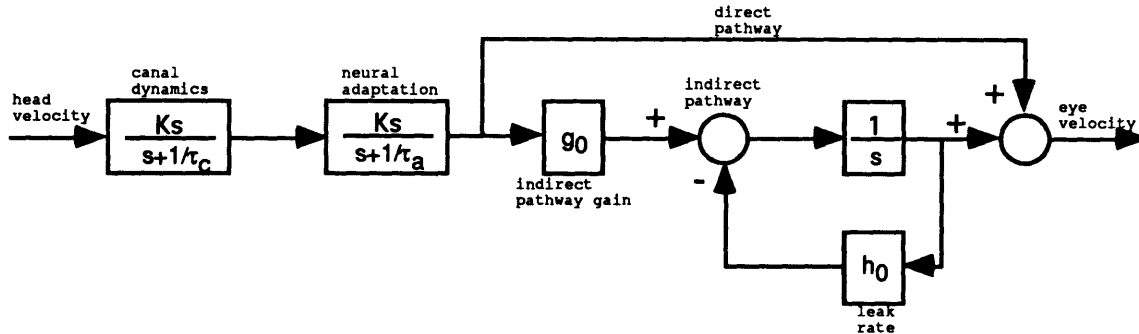 direct
pathway
canal
dynamics
neural
adaptation
indirect
pathway
head
velocity
Ks
s+1/τc
Ks
s+1/τa
g0
+
-
1
s
+
+
eye
velocity
indirect
pathway gain
h0
leak
rate